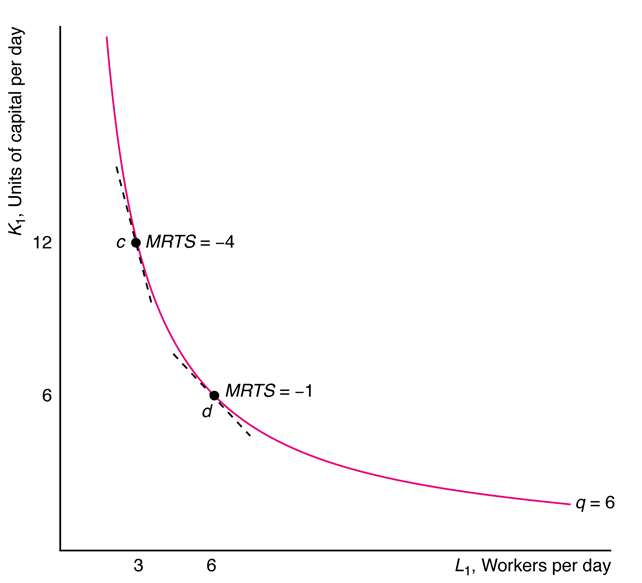 K1, Units of capital per day
12
c
MRTS = −4
6
MRTS = −1
d
q = 6
3
6
L1, Workers per day